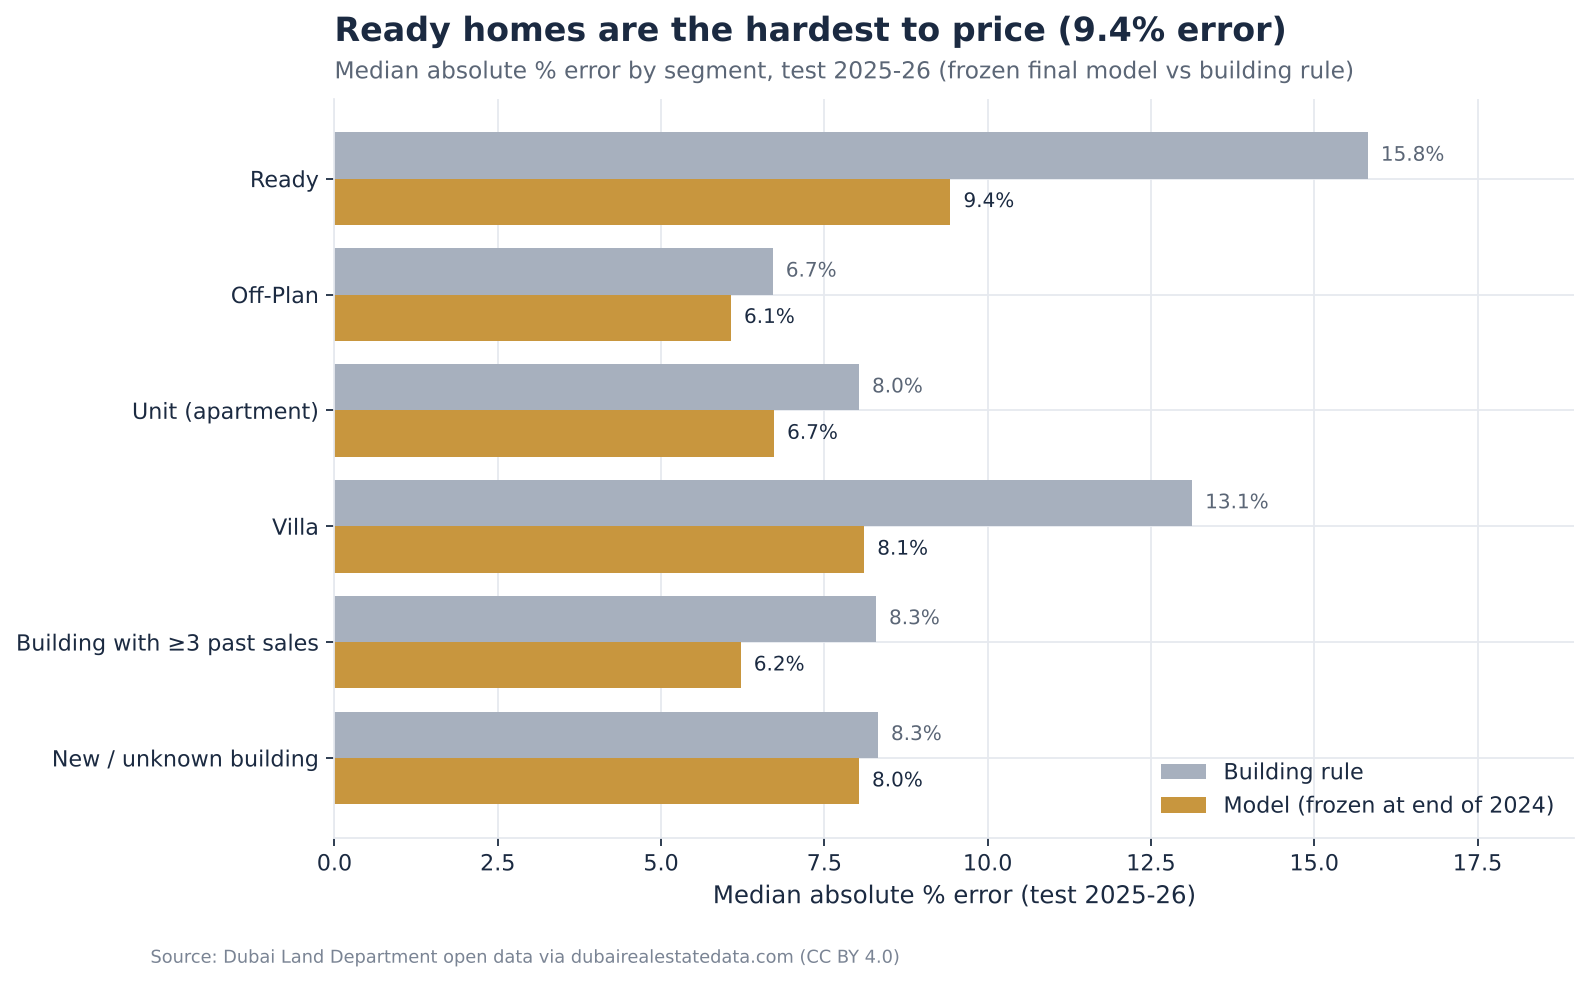 Ready homes are the hardest to price (9.4% error)
Median absolute % error by segment, test 2025-26 (frozen final model vs building rule)
Ready
15.8%
9.4%
Off-Plan
6.7%
6.1%
Unit (apartment)
8.0%
6.7%
Villa
13.1%
8.1%
Building with ≥3 past sales
8.3%
6.2%
New / unknown building
8.3%
8.0%
Building rule
Model (frozen at end of 2024)
0.0 2.5 5.0 7.5 10.0 12.5 15.0 17.5
Median absolute % error (test 2025-26)
Source: Dubai Land Department open data via dubairealestatedata.com (CC BY 4.0)